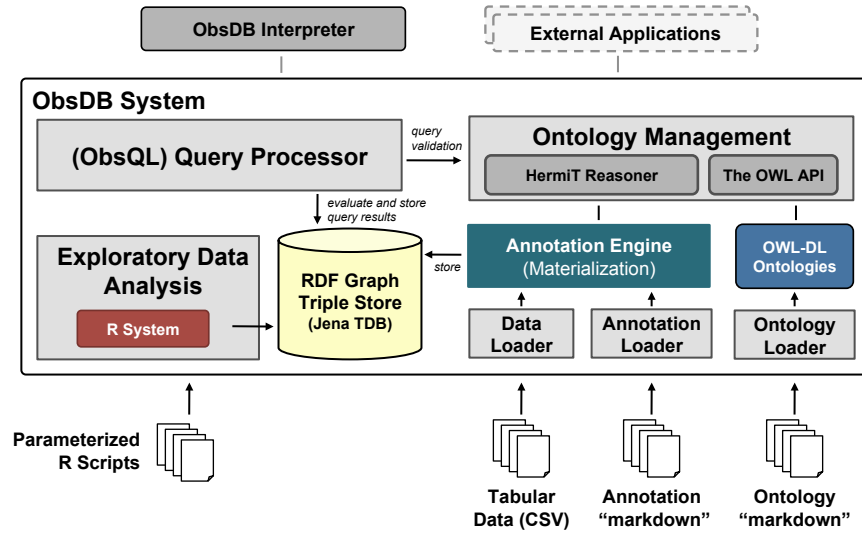 ObsDB Interpreter
External Applications
ObsDB System
(ObsQL) Query Processor
query
validation
Ontology Management
HermiT Reasoner
The OWL API
evaluate and store
query results
Exploratory Data
Analysis
R System
RDF Graph
Triple Store
(Jena TDB)
store
Annotation Engine
(Materialization)
OWL-DL
Ontologies
Data
Loader
Annotation
Loader
Ontology
Loader
Parameterized
R Scripts
Tabular
Data (CSV)
Annotation
“markdown”
Ontology
“markdown”